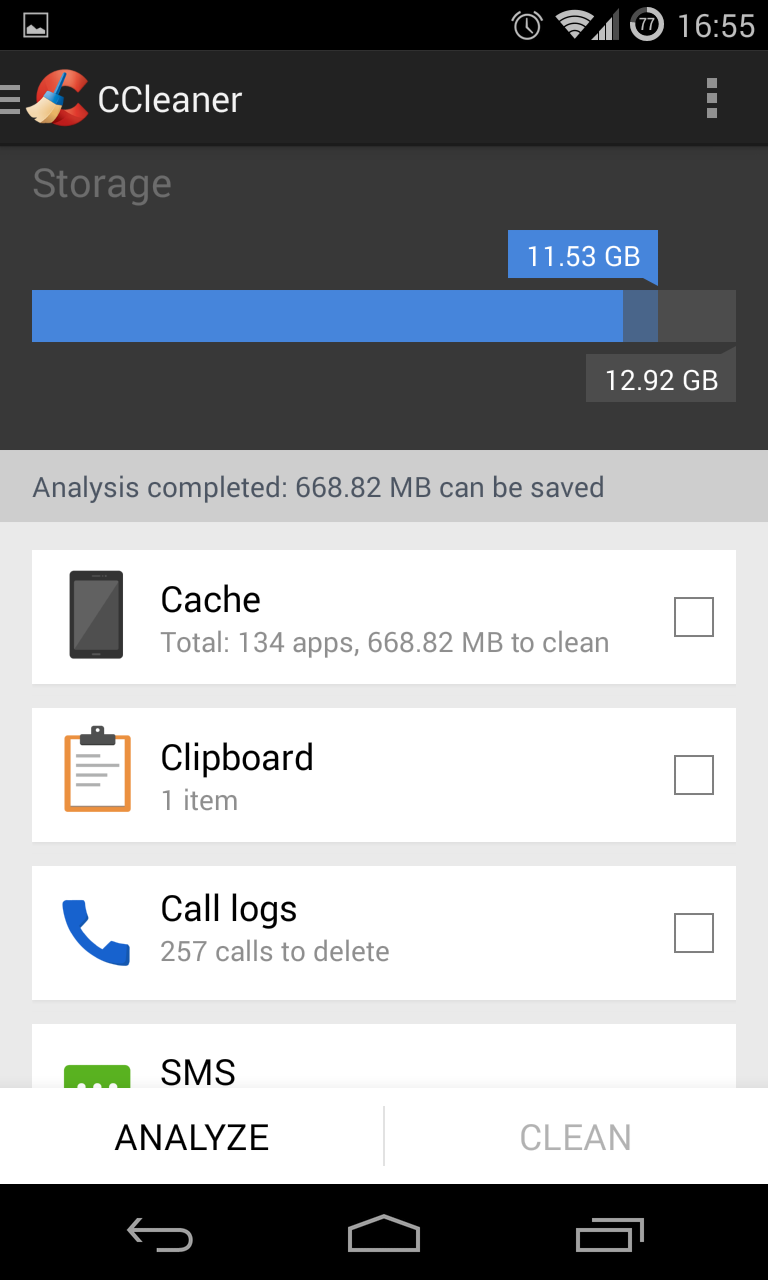 77 16:55
CCleaner
Storage
11.53 GB
12.92 GB
Analysis completed: 668.82 MB can be saved
Cache
Total: 134 apps, 668.82 MB to clean
Clipboard
1 item
Call logs
257 calls to delete
SMS
ANALYZE CLEAN